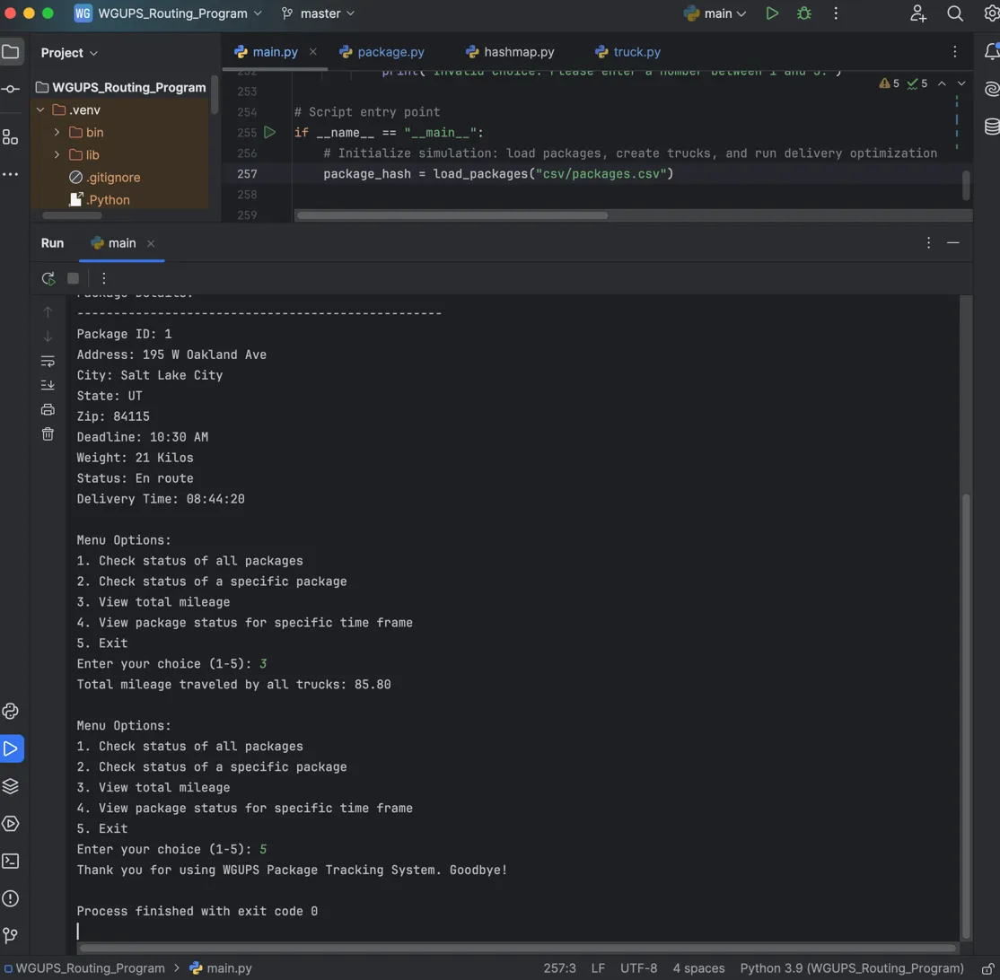 WG WGUPS_Routing_Program master main
Project main.py package.py hashmap.py truck.py
252 print("Invalid choice. Please enter a number between 1 and 5.")
WGUPS_Routing_Program 253 5 5
.venv 254 # Script entry point
bin 255 if __name__ == "__main__":
lib 256 # Initialize simulation: load packages, create trucks, and run delivery optimization
.gitignore 257 package_hash = load_packages("csv/packages.csv")
.Python 258
259
Run main
Package Details:
--------------------------------------------------
Package ID: 1
Address: 195 W Oakland Ave
City: Salt Lake City
State: UT
Zip: 84115
Deadline: 10:30 AM
Weight: 21 Kilos
Status: En route
Delivery Time: 08:44:20
Menu Options:
1. Check status of all packages
2. Check status of a specific package
3. View total mileage
4. View package status for specific time frame
5. Exit
Enter your choice (1-5): 3
Total mileage traveled by all trucks: 85.80
Menu Options:
1. Check status of all packages
2. Check status of a specific package
3. View total mileage
4. View package status for specific time frame
5. Exit
Enter your choice (1-5): 5
Thank you for using WGUPS Package Tracking System. Goodbye!
Process finished with exit code 0
WGUPS_Routing_Program > main.py 257:3 LF UTF-8 4 spaces Python 3.9 (WGUPS_Routing_Program)